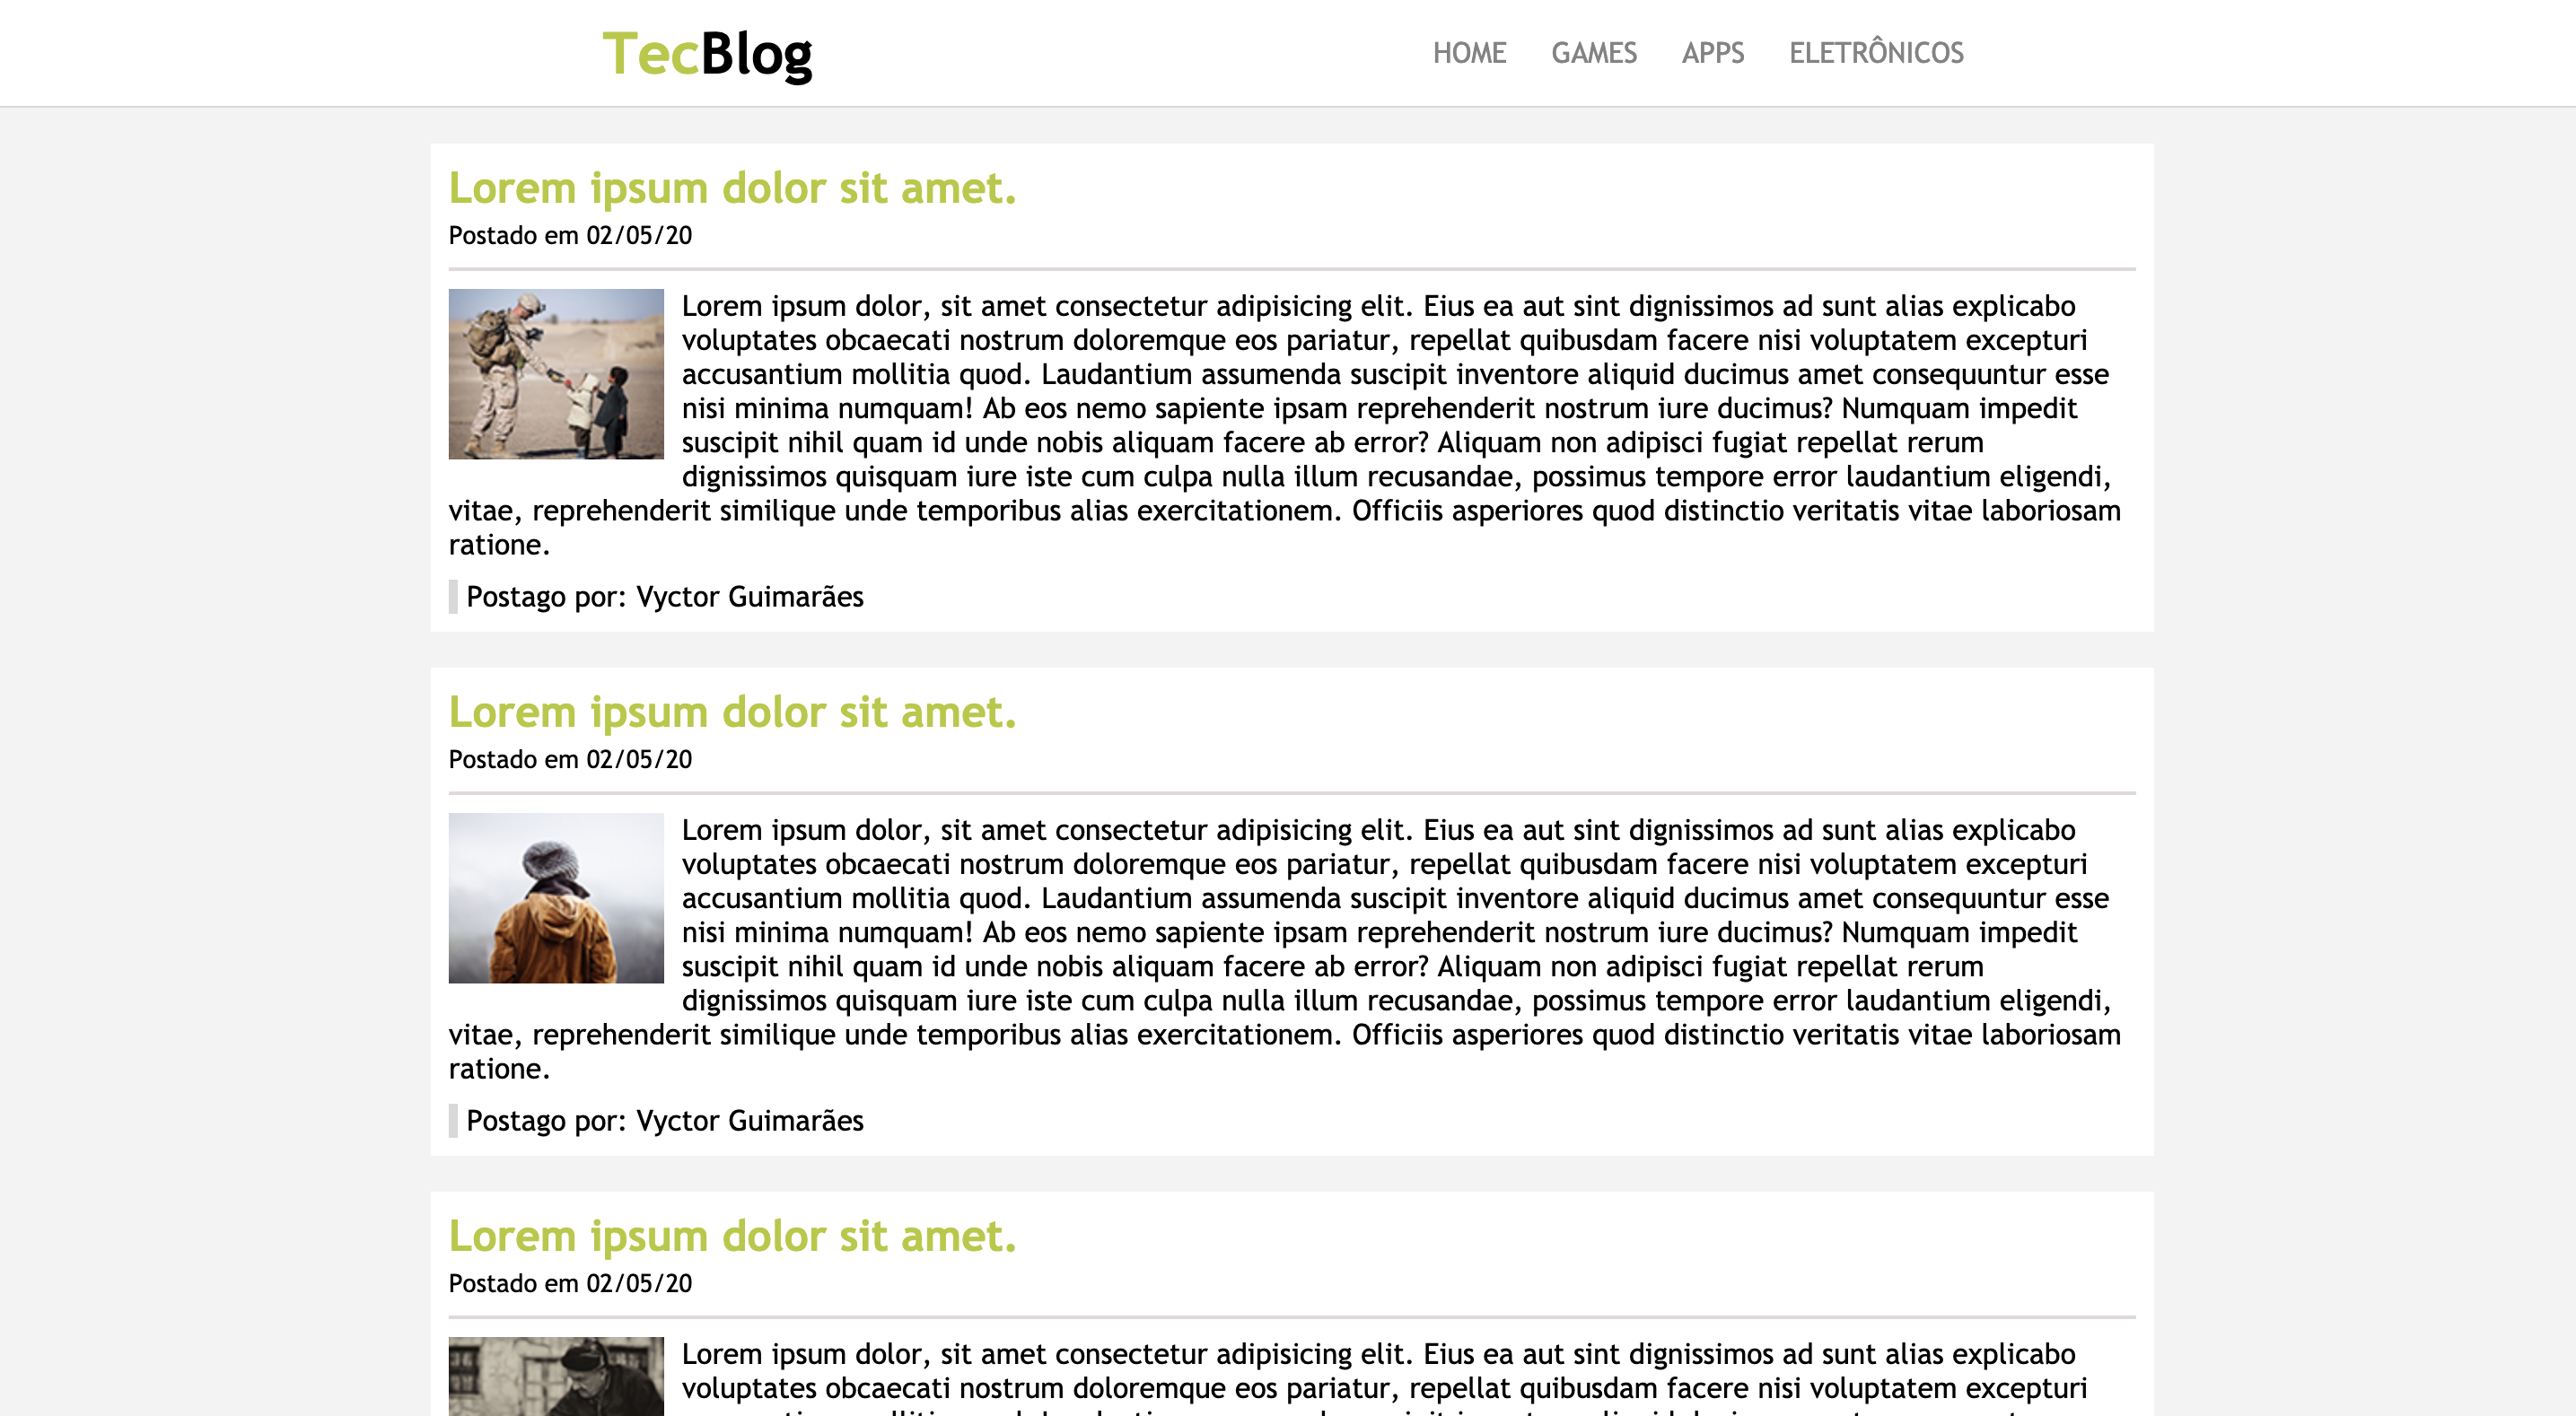 TecBlog
HOME GAMES APPS ELETRÔNICOS
Lorem ipsum dolor sit amet.
Postado em 02/05/20
Lorem ipsum dolor, sit amet consectetur adipisicing elit. Eius ea aut sint dignissimos ad sunt alias explicabo
voluptates obcaecati nostrum doloremque eos pariatur, repellat quibusdam facere nisi voluptatem excepturi
accusantium mollitia quod. Laudantium assumenda suscipit inventore aliquid ducimus amet consequuntur esse
nisi minima numquam! Ab eos nemo sapiente ipsam reprehenderit nostrum iure ducimus? Numquam impedit
suscipit nihil quam id unde nobis aliquam facere ab error? Aliquam non adipisci fugiat repellat rerum
dignissimos quisquam iure iste cum culpa nulla illum recusandae, possimus tempore error laudantium eligendi,
vitae, reprehenderit similique unde temporibus alias exercitationem. Officiis asperiores quod distinctio veritatis vitae laboriosam
ratione.
Postago por: Vyctor Guimarães
Lorem ipsum dolor sit amet.
Postado em 02/05/20
Lorem ipsum dolor, sit amet consectetur adipisicing elit. Eius ea aut sint dignissimos ad sunt alias explicabo
voluptates obcaecati nostrum doloremque eos pariatur, repellat quibusdam facere nisi voluptatem excepturi
accusantium mollitia quod. Laudantium assumenda suscipit inventore aliquid ducimus amet consequuntur esse
nisi minima numquam! Ab eos nemo sapiente ipsam reprehenderit nostrum iure ducimus? Numquam impedit
suscipit nihil quam id unde nobis aliquam facere ab error? Aliquam non adipisci fugiat repellat rerum
dignissimos quisquam iure iste cum culpa nulla illum recusandae, possimus tempore error laudantium eligendi,
vitae, reprehenderit similique unde temporibus alias exercitationem. Officiis asperiores quod distinctio veritatis vitae laboriosam
ratione.
Postago por: Vyctor Guimarães
Lorem ipsum dolor sit amet.
Postado em 02/05/20
Lorem ipsum dolor, sit amet consectetur adipisicing elit. Eius ea aut sint dignissimos ad sunt alias explicabo
voluptates obcaecati nostrum doloremque eos pariatur, repellat quibusdam facere nisi voluptatem excepturi